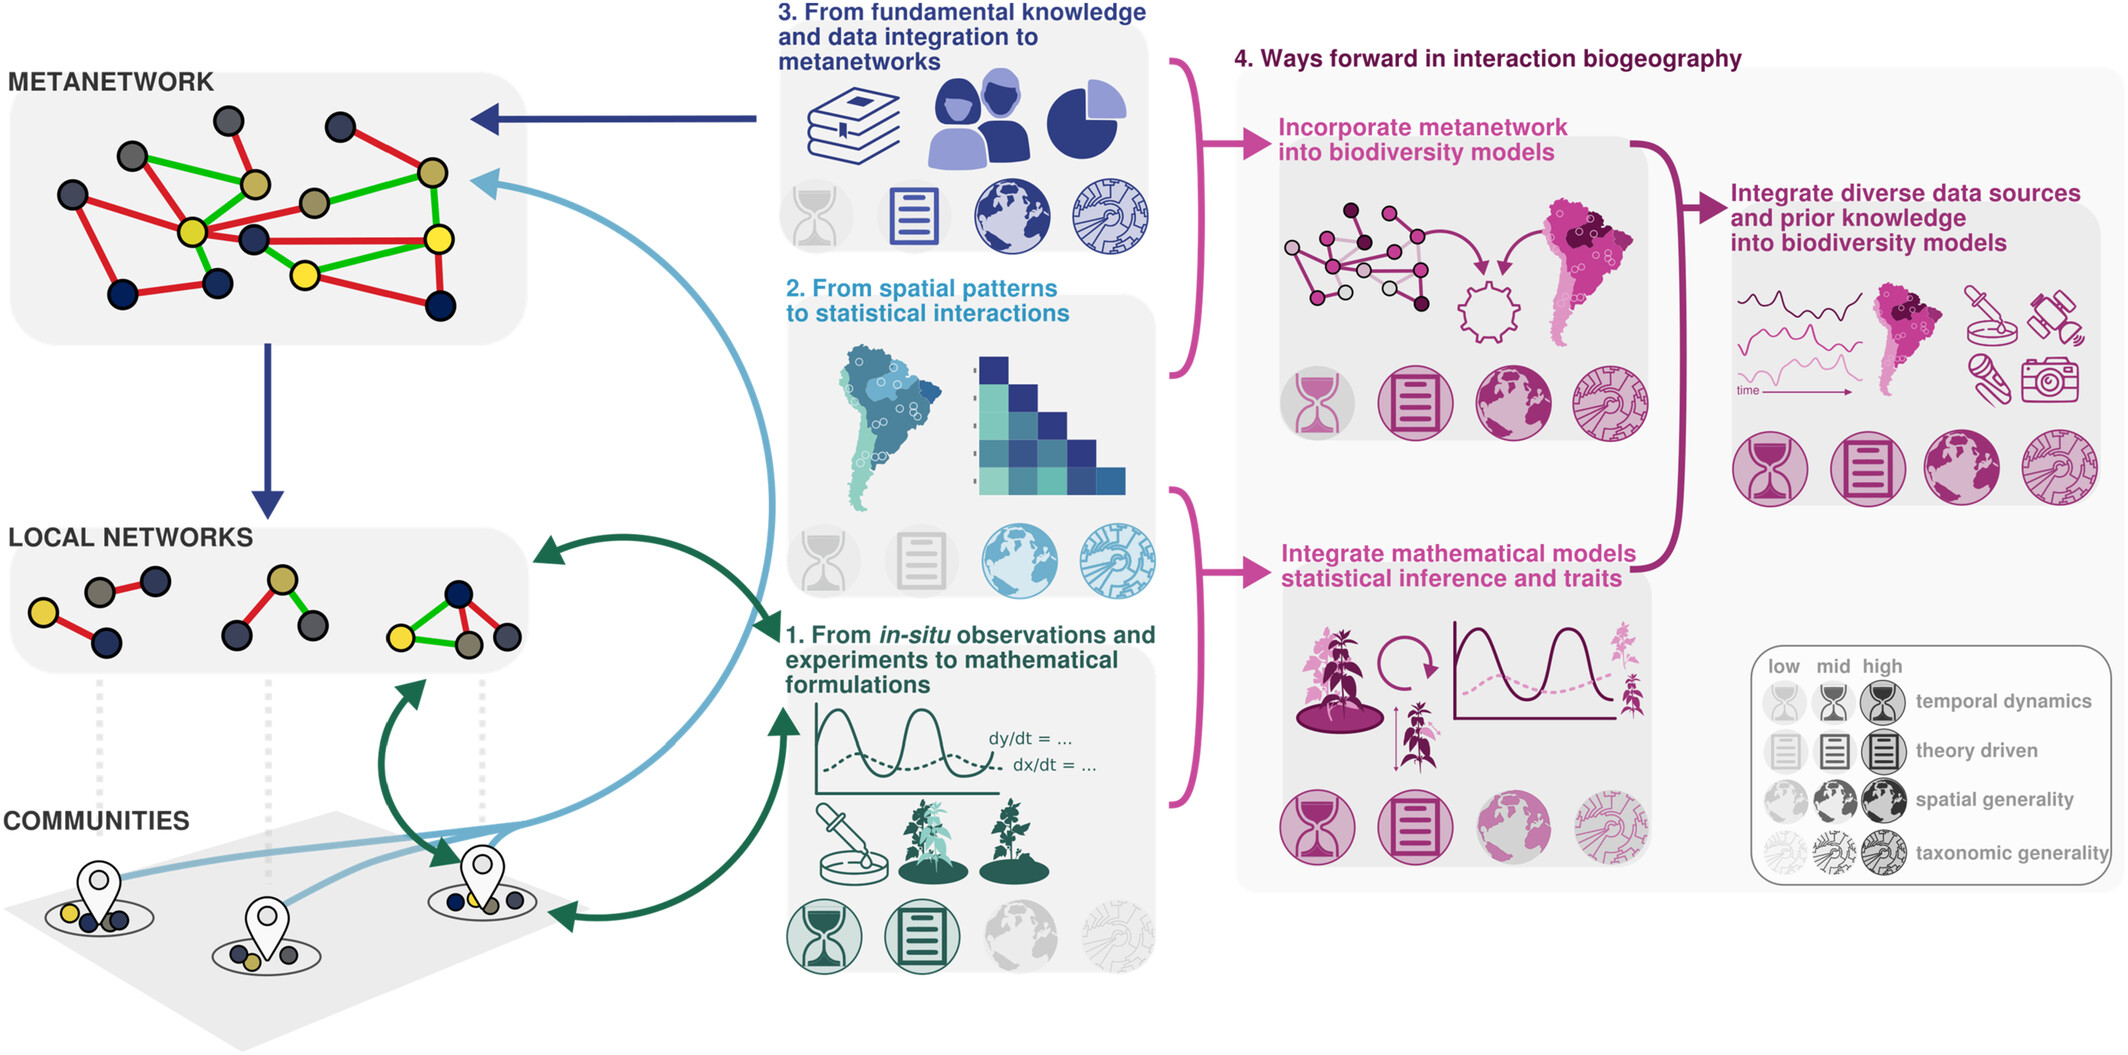 METANETWORK
LOCAL NETWORKS
COMMUNITIES
3. From fundamental knowledge
and data integration to
metanetworks
2. From spatial patterns
to statistical interactions
1. From in-situ observations and
experiments to mathematical
formulations
dy/dt = ...
dx/dt = ...
4. Ways forward in interaction biogeography
Incorporate metanetwork
into biodiversity models
Integrate mathematical models
statistical inference and traits
Integrate diverse data sources
and prior knowledge
into biodiversity models
time
low mid high
temporal dynamics
theory driven
spatial generality
taxonomic generality